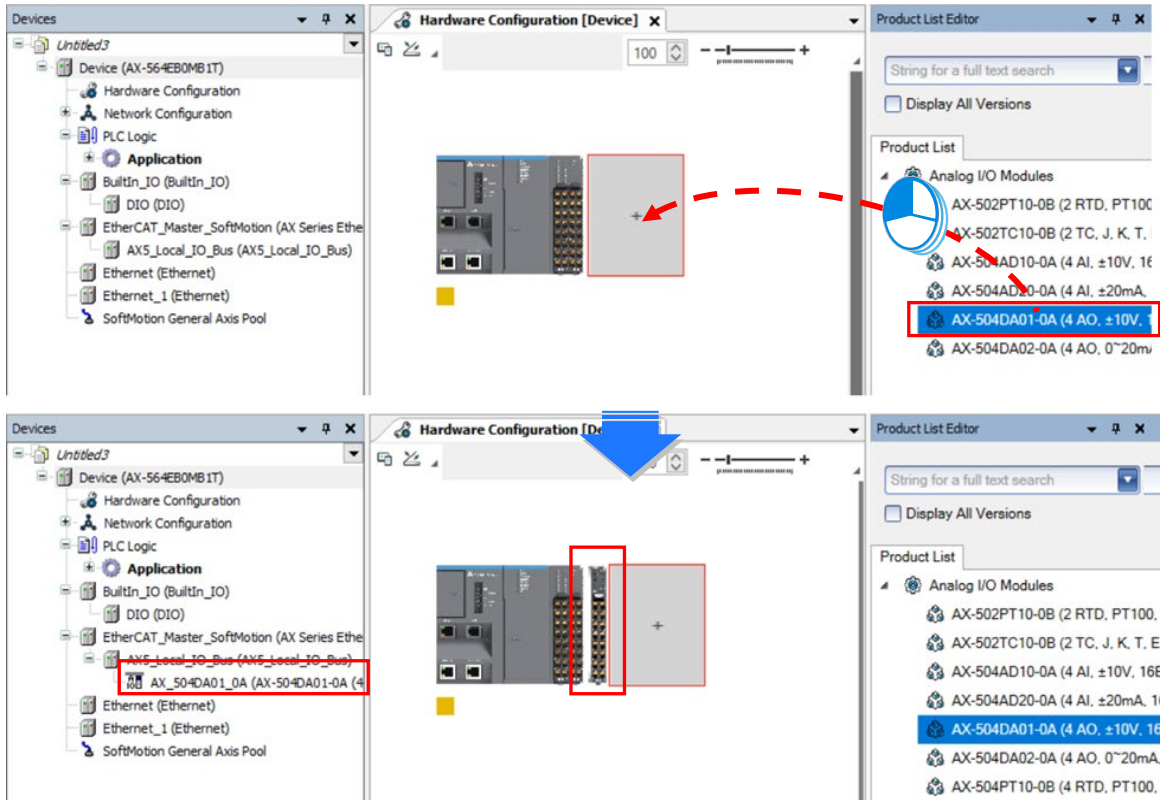 Devices
Untitled3
Device (AX-564EB0MB1T)
Hardware Configuration
Network Configuration
PLC Logic
Application
BuiltIn_IO (BuiltIn_IO)
DIO (DIO)
EtherCAT_Master_SoftMotion (AX Series Ethe
AX5_Local_IO_Bus (AX5_Local_IO_Bus)
Ethernet (Ethernet)
Ethernet_1 (Ethernet)
SoftMotion General Axis Pool
Hardware Configuration [Device]
100
Product List Editor
String for a full text search
Display All Versions
Product List
Analog I/O Modules
AX-502PT10-0B (2 RTD, PT100
AX-502TC10-0B (2 TC, J, K, T,
AX-504AD10-0A (4 AI, ±10V, 16
AX-504AD20-0A (4 AI, ±20mA,
AX-504DA01-0A (4 AO, ±10V, 1
AX-504DA02-0A (4 AO, 0~20m
Devices
Untitled3
Device (AX-564EB0MB1T)
Hardware Configuration
Network Configuration
PLC Logic
Application
BuiltIn_IO (BuiltIn_IO)
DIO (DIO)
EtherCAT_Master_SoftMotion (AX Series Ethe
AX5_Local_IO_Bus (AX5_Local_IO_Bus)
AX_504DA01_0A (AX-504DA01-0A (4
Ethernet (Ethernet)
Ethernet_1 (Ethernet)
SoftMotion General Axis Pool
Hardware Configuration [De
Product List Editor
String for a full text search
Display All Versions
Product List
Analog I/O Modules
AX-502PT10-0B (2 RTD, PT100,
AX-502TC10-0B (2 TC, J, K, T, E
AX-504AD10-0A (4 AI, ±10V, 16B
AX-504AD20-0A (4 AI, ±20mA, 1
AX-504DA01-0A (4 AO, ±10V, 16
AX-504DA02-0A (4 AO, 0~20mA,
AX-504PT10-0B (4 RTD, PT100,